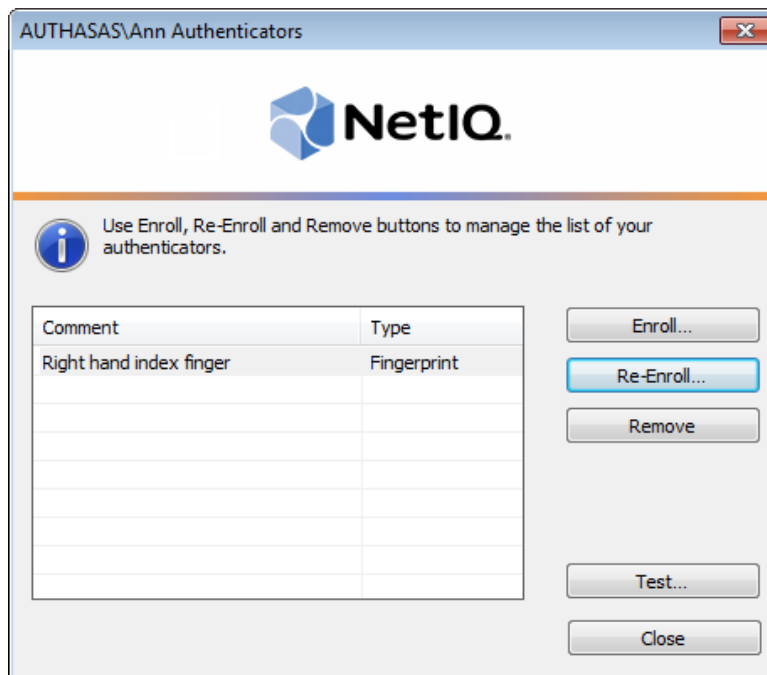 AUTHASAS\Ann Authenticators
NetIQ.
Use Enroll, Re-Enroll and Remove buttons to manage the list of your
authenticators.
Comment Type
Right hand index finger Fingerprint
Enroll...
Re-Enroll...
Remove
Test...
Close